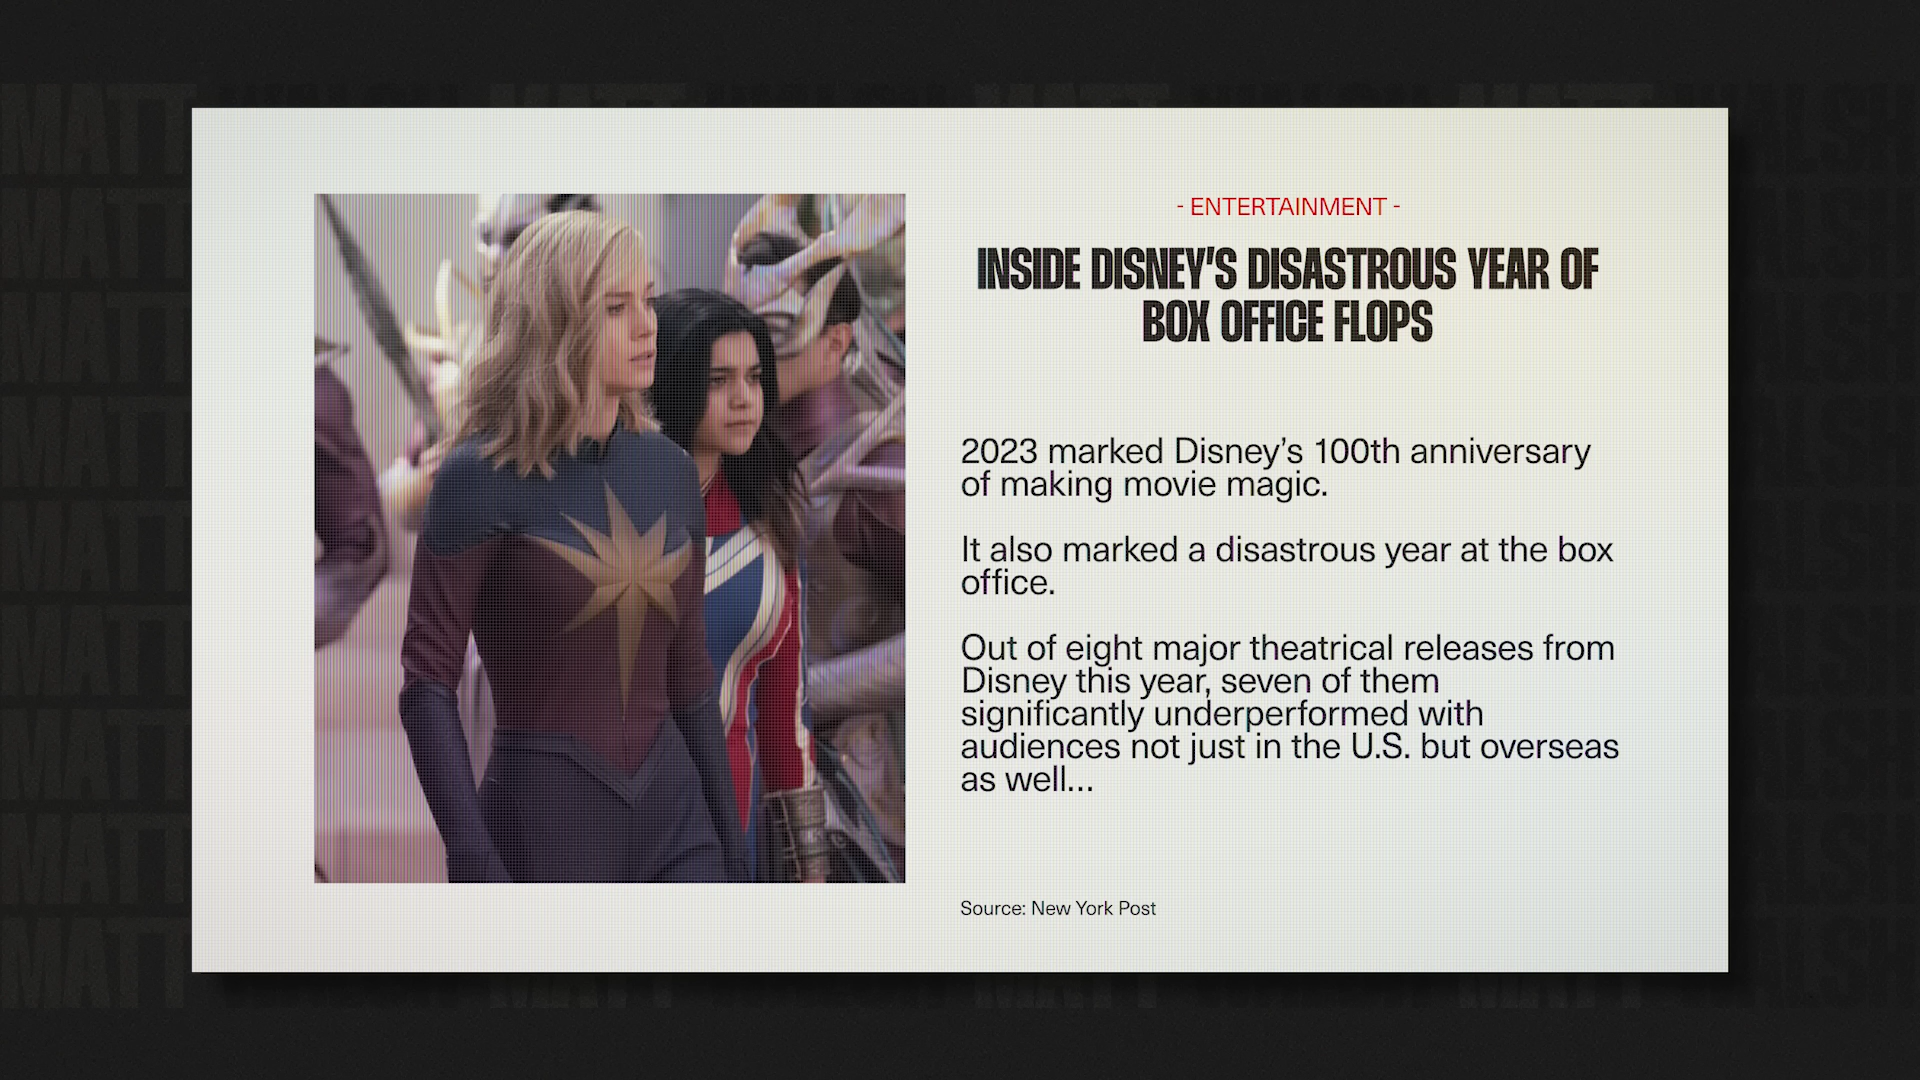 - ENTERTAINMENT -
INSIDE DISNEY'S DISASTROUS YEAR OF
BOX OFFICE FLOPS
2023 marked Disney's 100th anniversary
of making movie magic.
It also marked a disastrous year at the box
office.
Out of eight major theatrical releases from
Disney this year, seven of them
significantly underperformed with
audiences not just in the U.S. but overseas
as well...
Source: New York Post